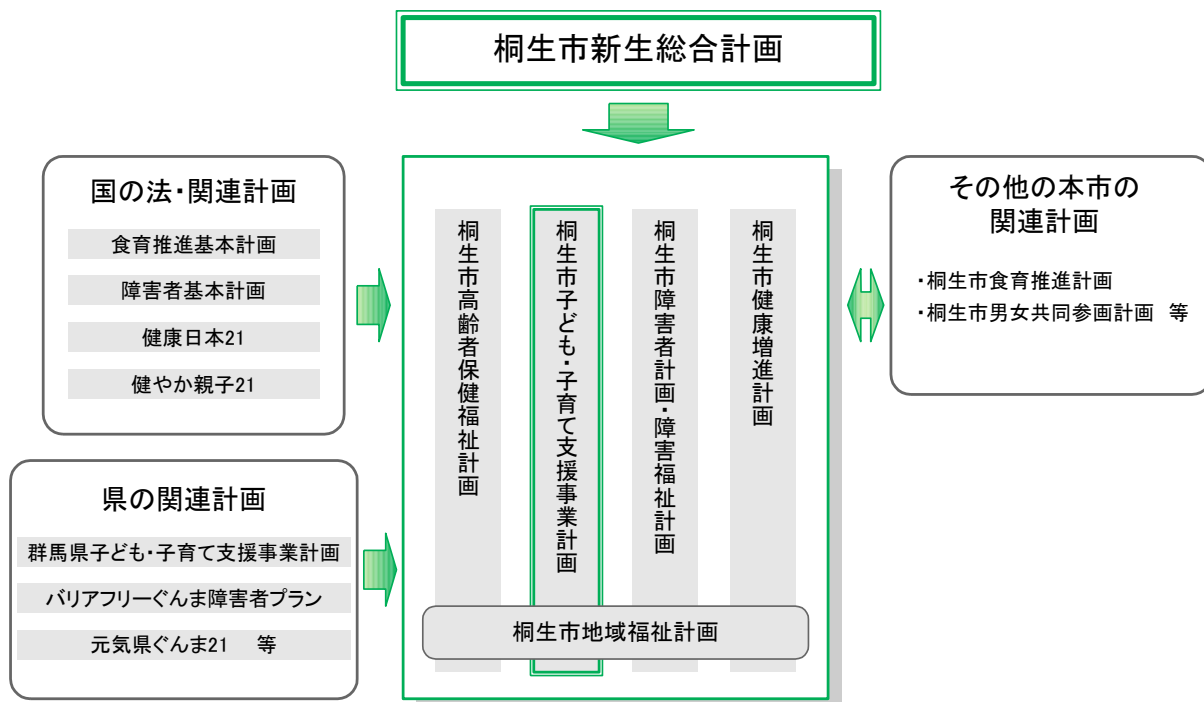 桐生市新生総合計画
国の法・関連計画
食育推進基本計画
障害者基本計画
健康日本21
健やか親子21
県の関連計画
群馬県子ども・子育て支援事業計画
バリアフリーぐんま障害者プラン
元気県ぐんま21　等
桐生市高齢者保健福祉計画
桐生市子ども・子育て支援事業計画
桐生市障害者計画・障害福祉計画
桐生市健康増進計画
桐生市地域福祉計画
その他の本市の
関連計画
・桐生市食育推進計画
・桐生市男女共同参画計画　等